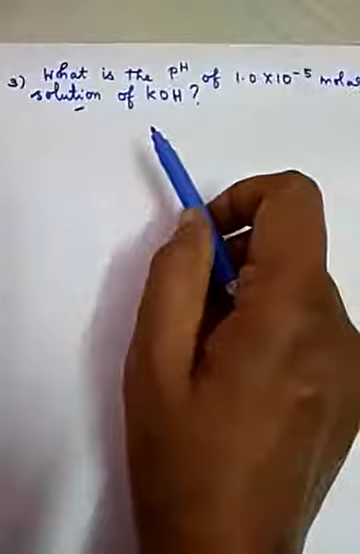 3) What is the pH of 1.0 x 10-5 molar
solution of KOH?